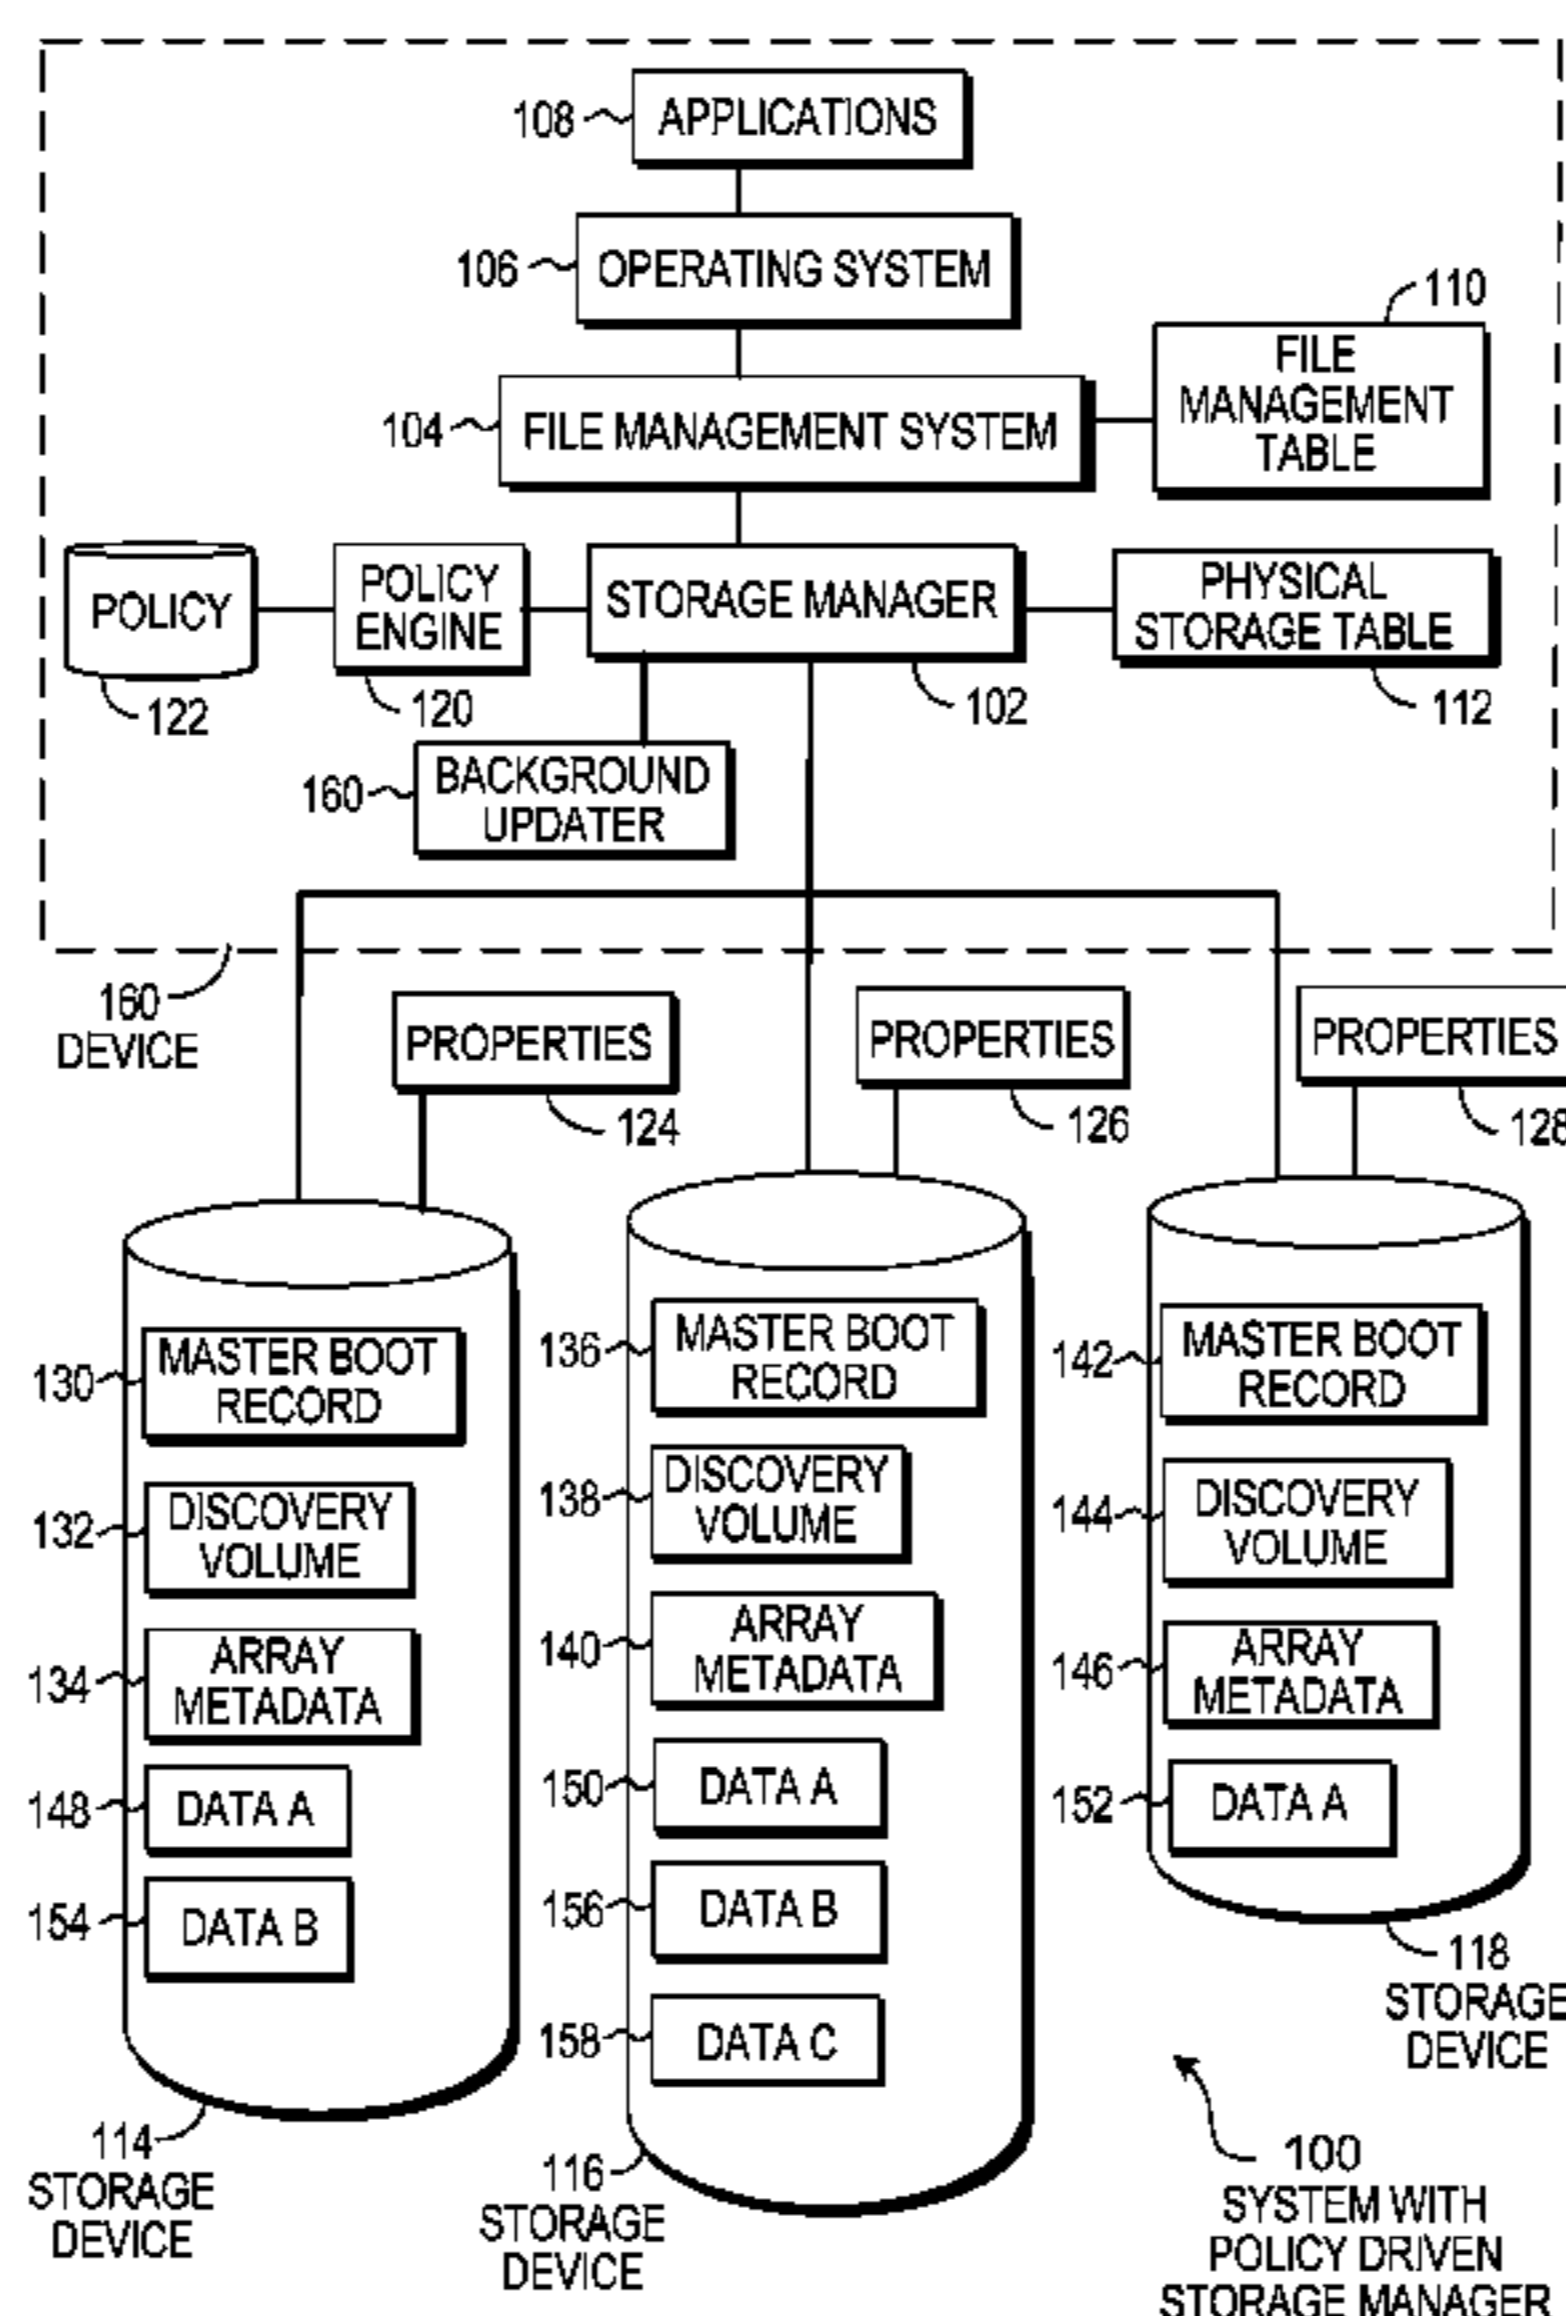 108
APPLICATIONS
106
OPERATING SYSTEM
110
FILE
MANAGEMENT
TABLE
104
FILE MANAGEMENT SYSTEM
POLICY
122
POLICY
ENGINE
120
STORAGE MANAGER
102
PHYSICAL
STORAGE TABLE
112
160
BACKGROUND
UPDATER
160
DEVICE
PROPERTIES
124
PROPERTIES
126
PROPERTIES
128
130
MASTER BOOT
RECORD
132
DISCOVERY
VOLUME
134
ARRAY
METADATA
148
DATA A
154
DATA B
114
STORAGE
DEVICE
136
MASTER BOOT
RECORD
138
DISCOVERY
VOLUME
140
ARRAY
METADATA
150
DATA A
156
DATA B
158
DATA C
116
STORAGE
DEVICE
142
MASTER BOOT
RECORD
144
DISCOVERY
VOLUME
146
ARRAY
METADATA
152
DATA A
118
STORAGE
DEVICE
100
SYSTEM WITH
POLICY DRIVEN
STORAGE MANAGER